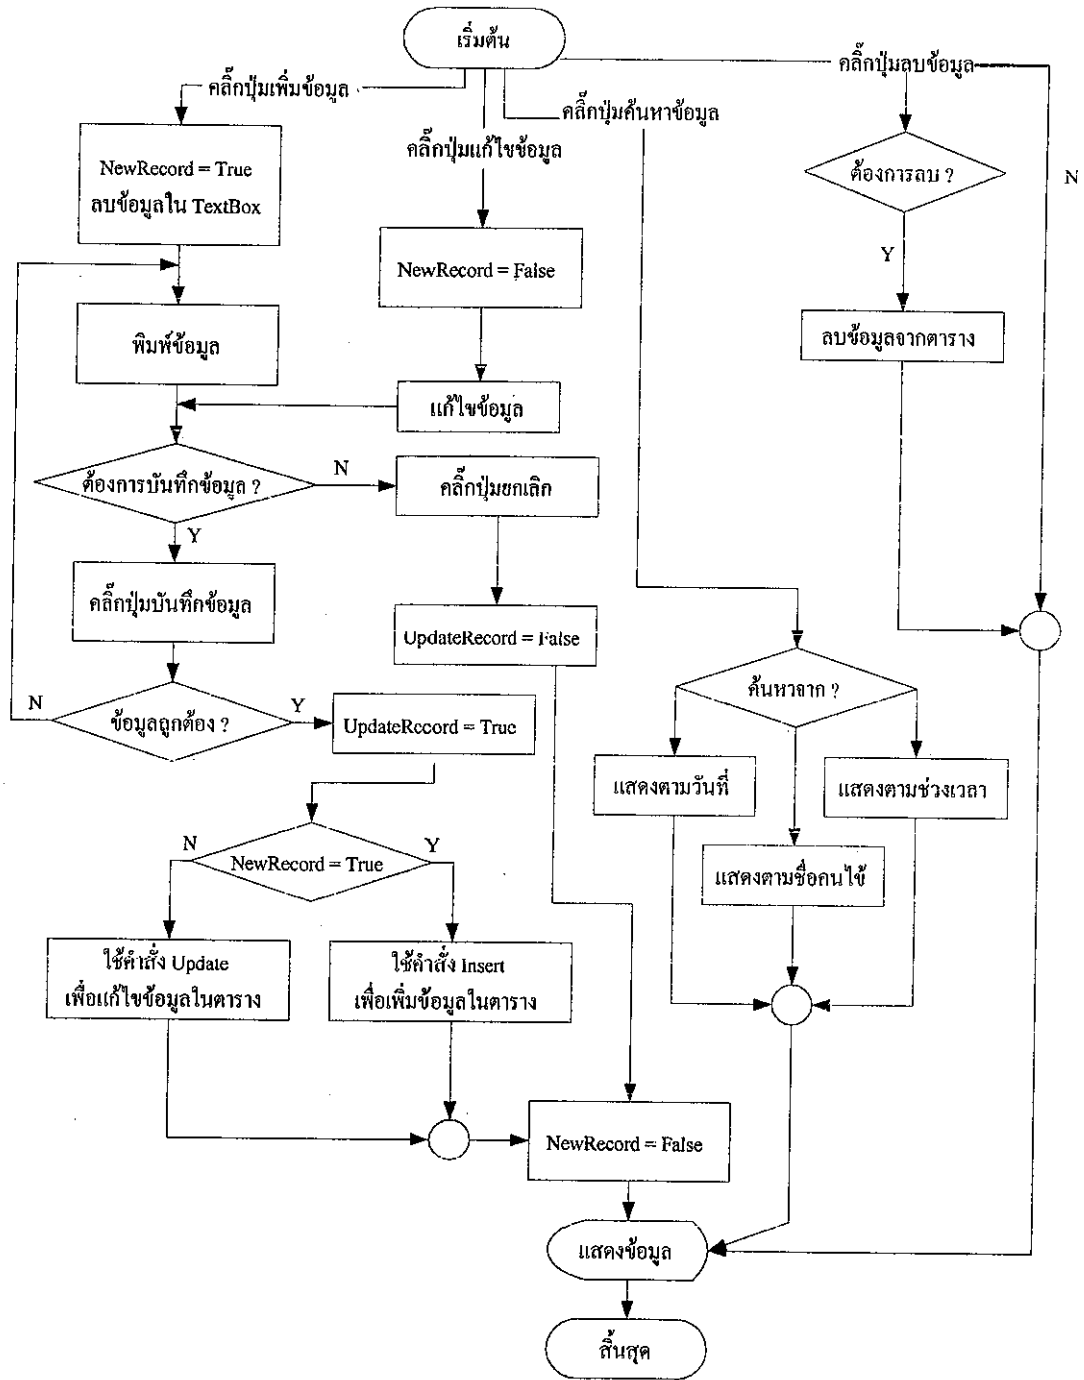 เริ่มต้น
คลิ๊กปุ่มลบข้อมูล
คลิ๊กปุ่มเพิ่มข้อมูล
คลิ๊กปุ่มค้นหาข้อมูล
คลิ๊กปุ่มแก้ไขข้อมูล
NewRecord = True
ลบข้อมูลใน TextBox
ต้องการลบ ?
N
Y
NewRecord = False
ลบข้อมูลจากตาราง
พิมพ์ข้อมูล
แก้ไขข้อมูล
ต้องการบันทึกข้อมูล ?
N
คลิ๊กปุ่มยกเลิก
Y
คลิ๊กปุ่มบันทึกข้อมูล
UpdateRecord = False
ค้นหาจาก ?
N
ข้อมูลถูกต้อง ?
Y
UpdateRecord = True
แสดงตามวันที่
แสดงตามช่วงเวลา
N
NewRecord = True
Y
แสดงตามชื่อคนไข้
ใช้คำสั่ง Update
เพื่อแก้ไขข้อมูลในตาราง
ใช้คำสั่ง Insert
เพื่อเพิ่มข้อมูลในตาราง
NewRecord = False
แสดงข้อมูล
สิ้นสุด